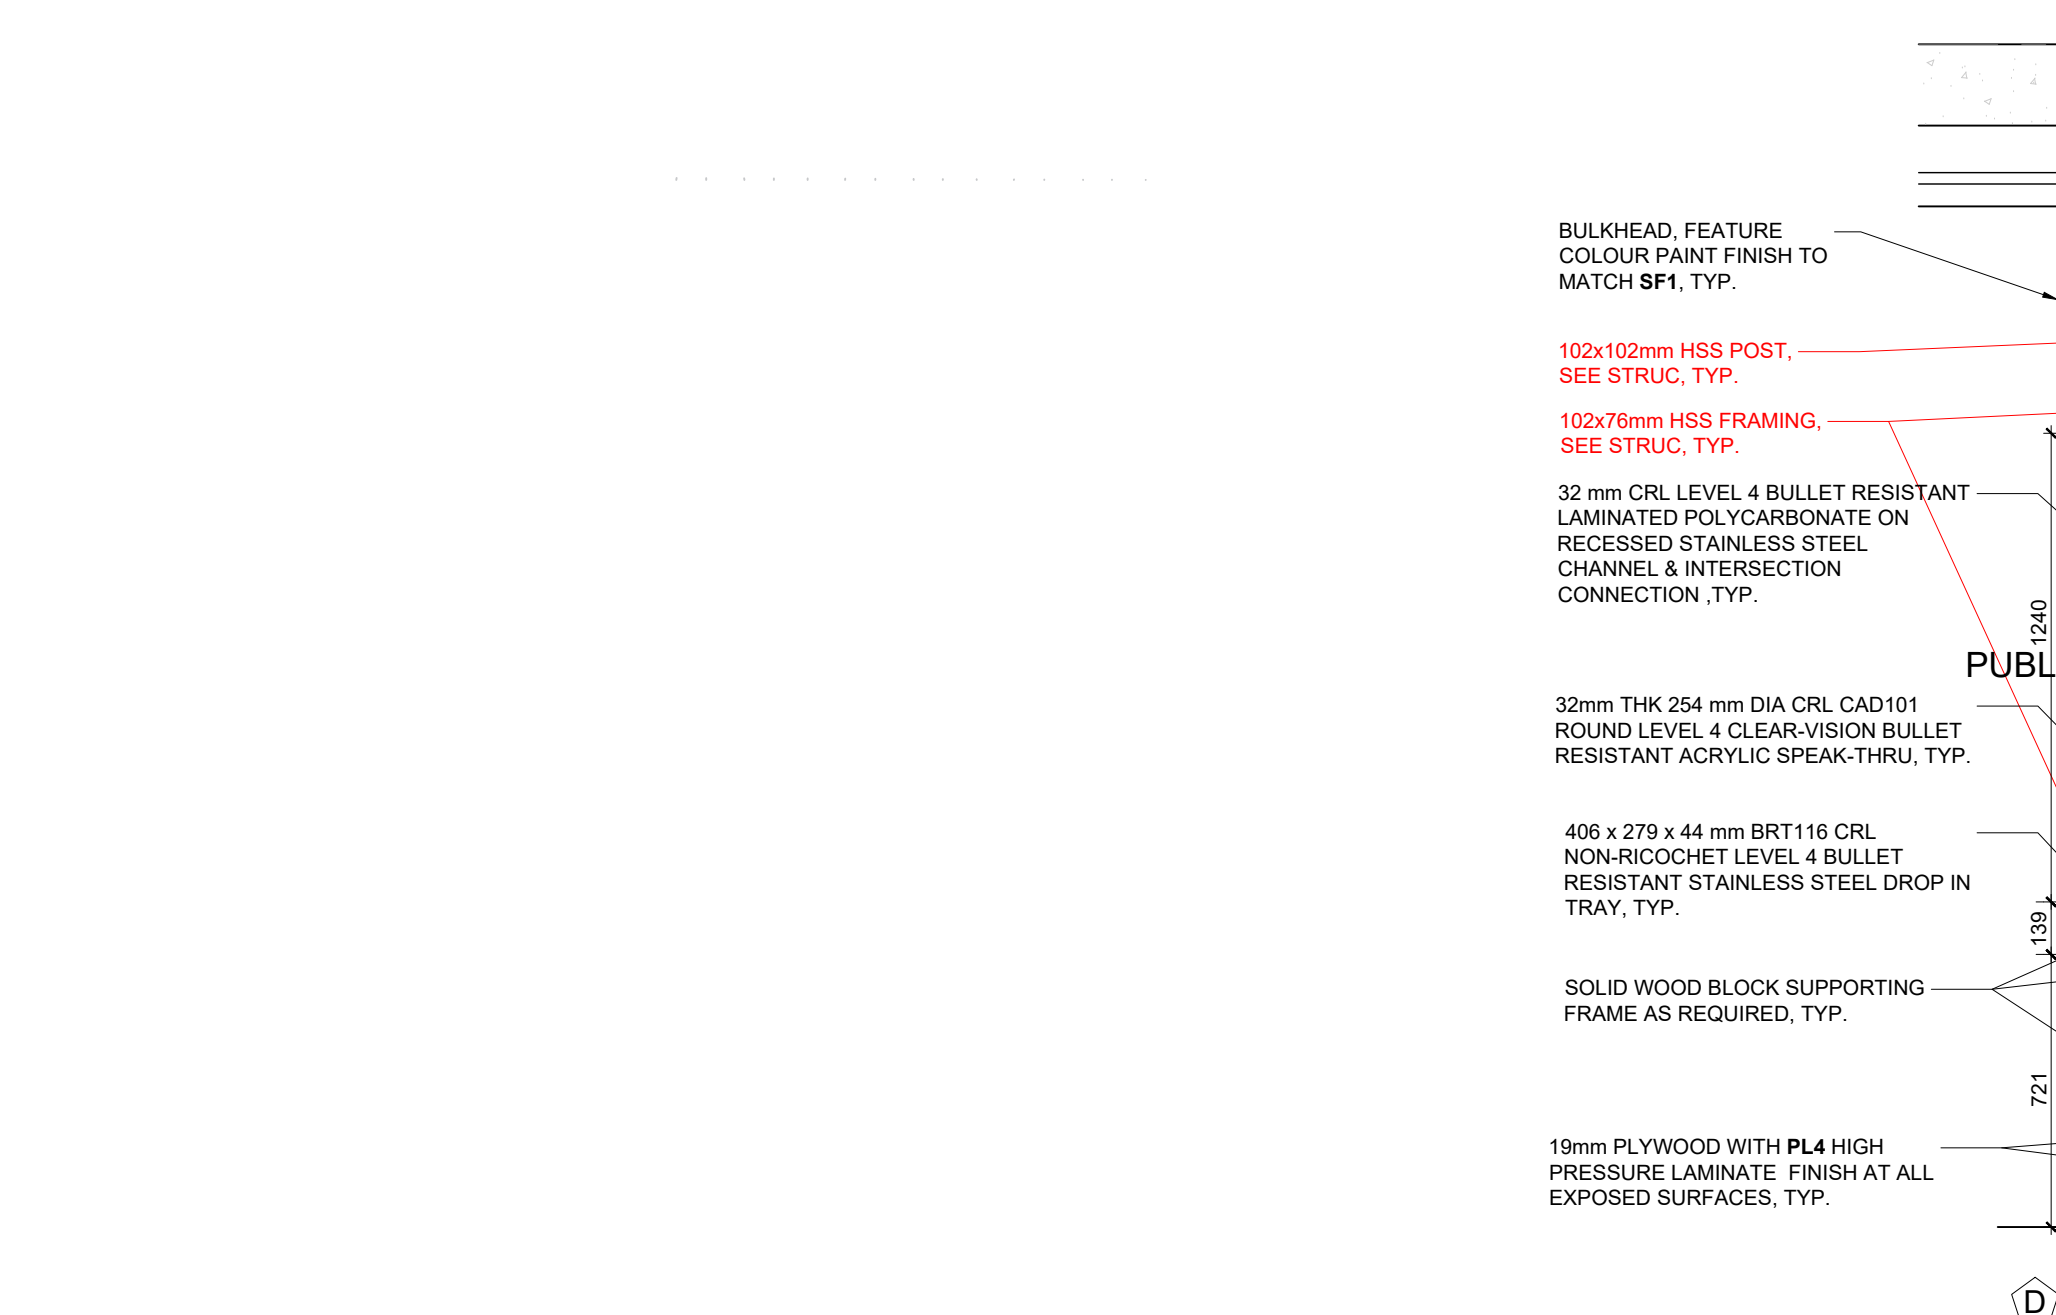 BULKHEAD, FEATURE
COLOUR PAINT FINISH TO
MATCH SF1, TYP.
102x102mm HSS POST,
SEE STRUC, TYP.
102x76mm HSS FRAMING,
SEE STRUC, TYP.
32 mm CRL LEVEL 4 BULLET RESISTANT
LAMINATED POLYCARBONATE ON
RECESSED STAINLESS STEEL
CHANNEL & INTERSECTION
CONNECTION ,TYP.
1240
PUBL
32mm THK 254 mm DIA CRL CAD101
ROUND LEVEL 4 CLEAR-VISION BULLET
RESISTANT ACRYLIC SPEAK-THRU, TYP.
406 x 279 x 44 mm BRT116 CRL
NON-RICOCHET LEVEL 4 BULLET
RESISTANT STAINLESS STEEL DROP IN
TRAY, TYP.
139
SOLID WOOD BLOCK SUPPORTING
FRAME AS REQUIRED, TYP.
721
19mm PLYWOOD WITH PL4 HIGH
PRESSURE LAMINATE  FINISH AT ALL
EXPOSED SURFACES, TYP.
D